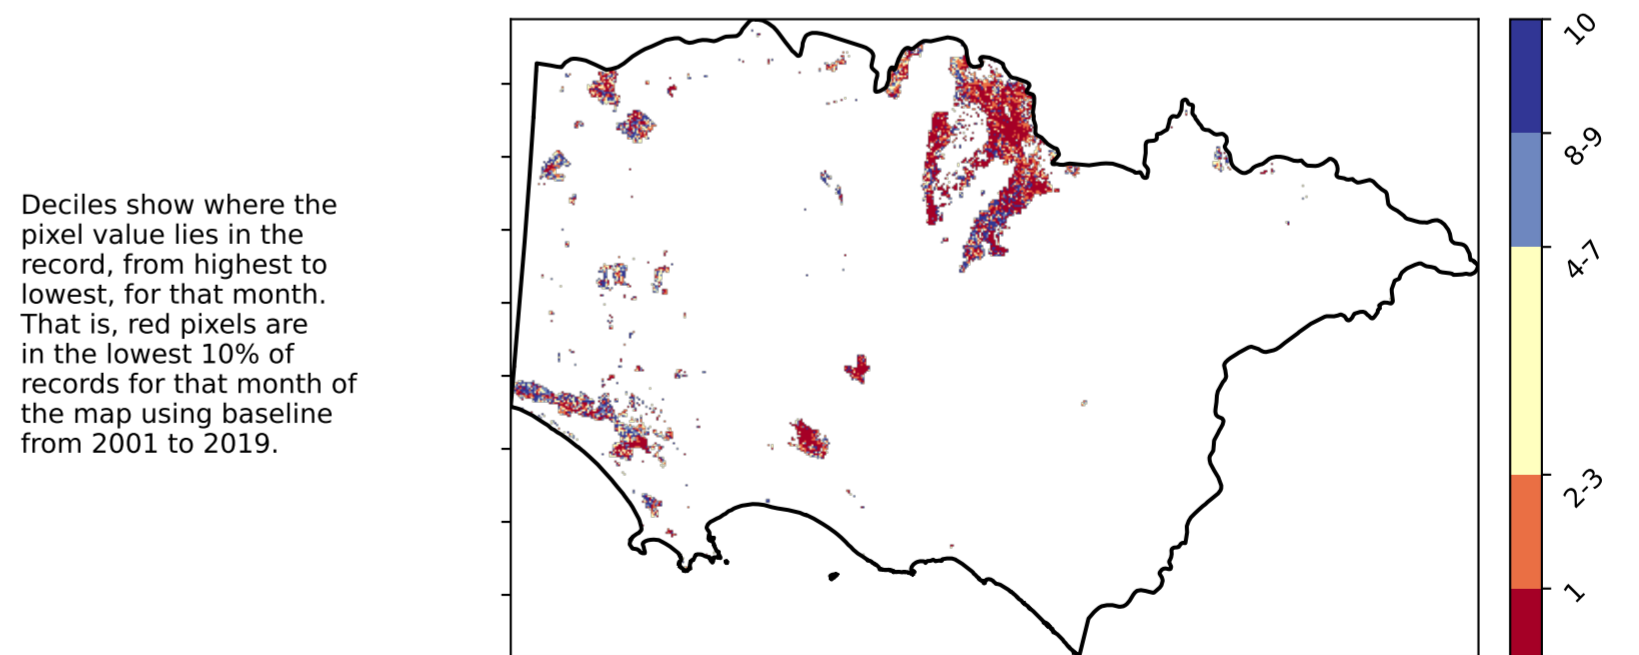 Deciles show where the
pixel value lies in the
record, from highest to
lowest, for that month.
That is, red pixels are
in the lowest 10% of
records for that month of
the map using baseline
from 2001 to 2019.
10
8-9
4-7
2-3
1